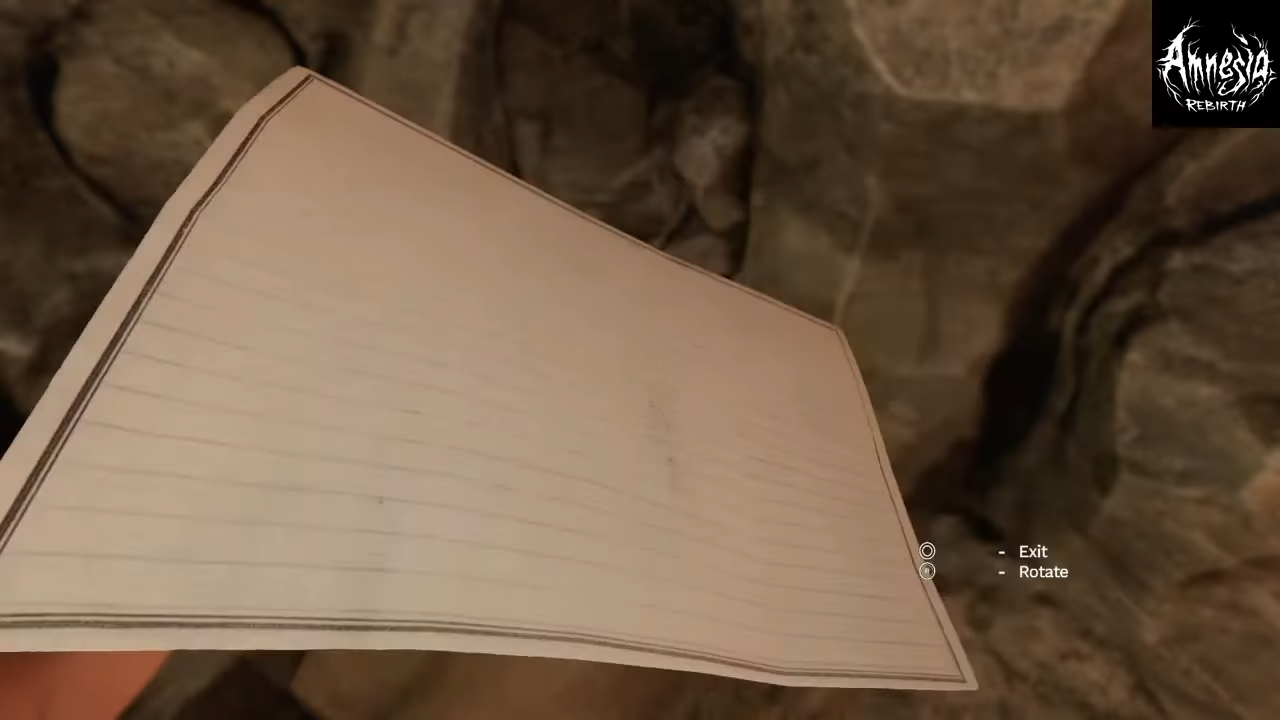 Amnesia
REBIRTH
- Exit
- Rotate